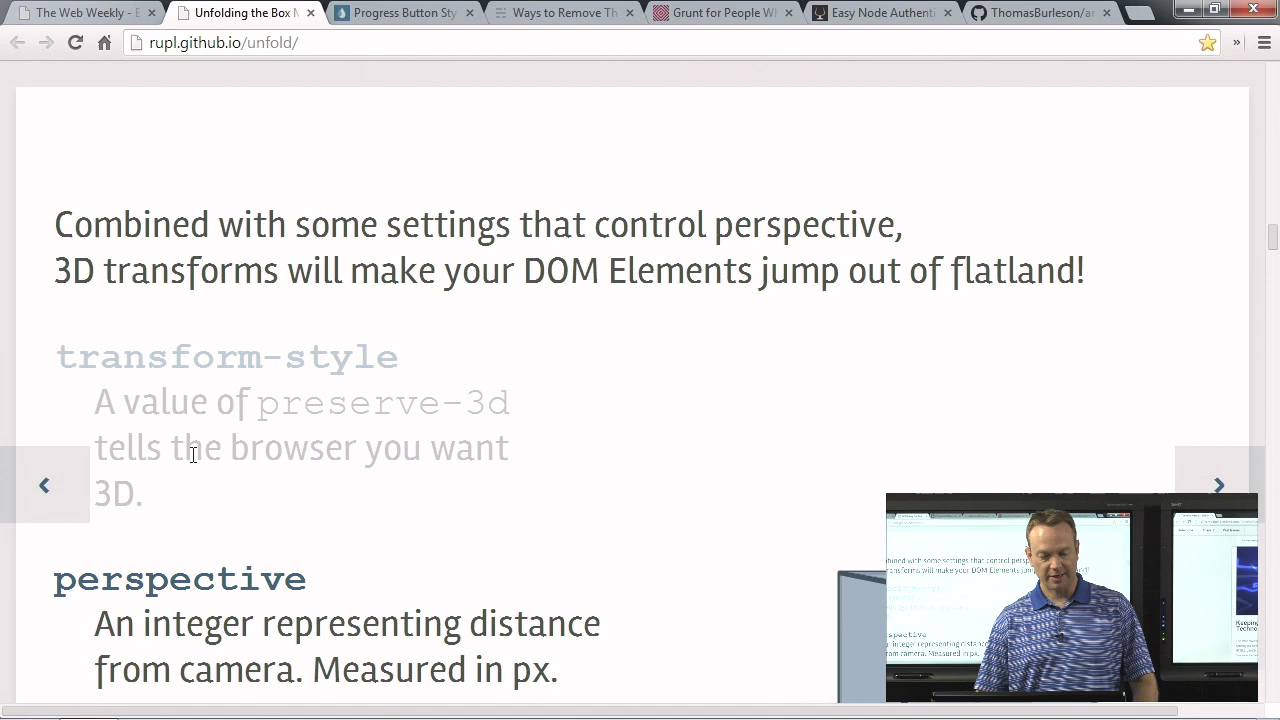 The Web Weekly - E
Unfolding the Box M
Progress Button Sty
Ways to Remove Th
Grunt for People Wh
Easy Node Authenti
ThomasBurleson/a
rupl.github.io/unfold/
Combined with some settings that control perspective,
3D transforms will make your DOM Elements jump out of flatland!
transform-style
A value of preserve-3d
tells the browser you want
3D.
perspective
An integer representing distance
from camera. Measured in px.